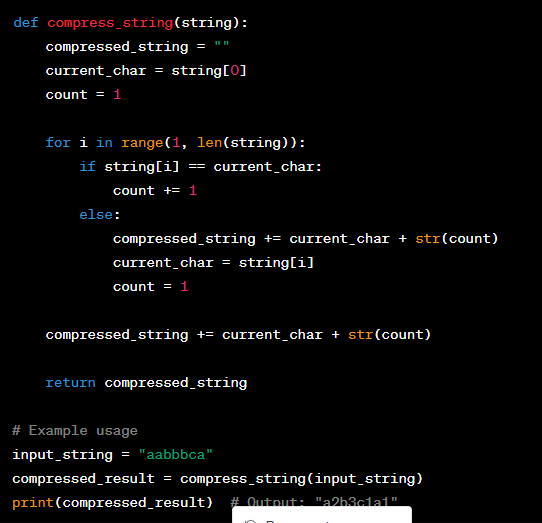 def compress_string(string):
    compressed_string = ""
    current_char = string[0]
    count = 1
    for i in range(1, len(string)):
        if string[i] == current_char:
            count += 1
        else:
            compressed_string += current_char + str(count)
            current_char = string[i]
            count = 1
    compressed_string += current_char + str(count)
    return compressed_string
# Example usage
input_string = "aabbbca"
compressed_result = compress_string(input_string)
print(compressed_result)  # Output: "a2b3c1a1"